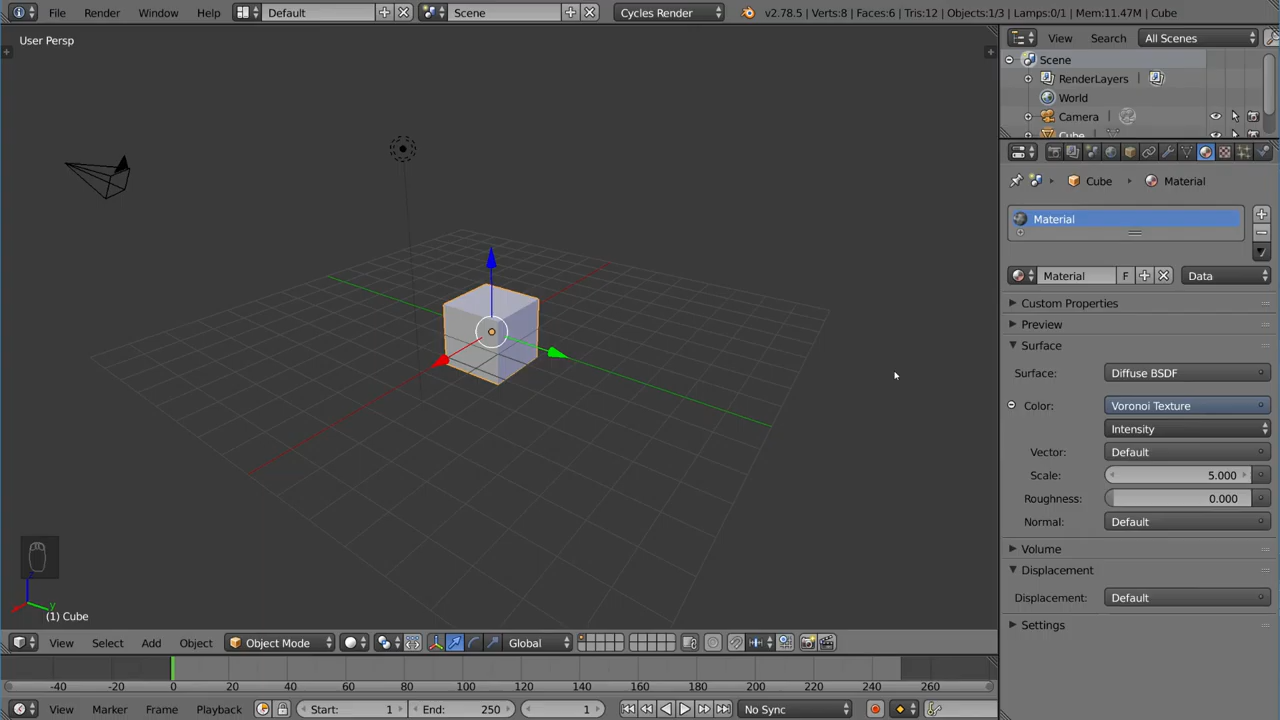 File Render Window Help Default Scene Cycles Render v2.78.5 | Verts:8 | Faces:6 | Tris:12 | Objects:1/3 | Lamps:0/1 | Mem:11.47M | Cube
User Persp
View Search All Scenes
Scene
RenderLayers
World
Camera
Cube
Cube Material
Material
Material F Data
Custom Properties
Preview
Surface
Surface: Diffuse BSDF
Color: Voronoi Texture
Intensity
Vector: Default
Scale: 5.000
Roughness: 0.000
Normal: Default
Volume
Displacement
Displacement: Default
Settings
z
y
(1) Cube
View Select Add Object Object Mode Global
-40 -20 0 20 40 60 80 100 120 140 160 180 200 220 240 260
View Marker Frame Playback Start: 1 End: 250 1 No Sync